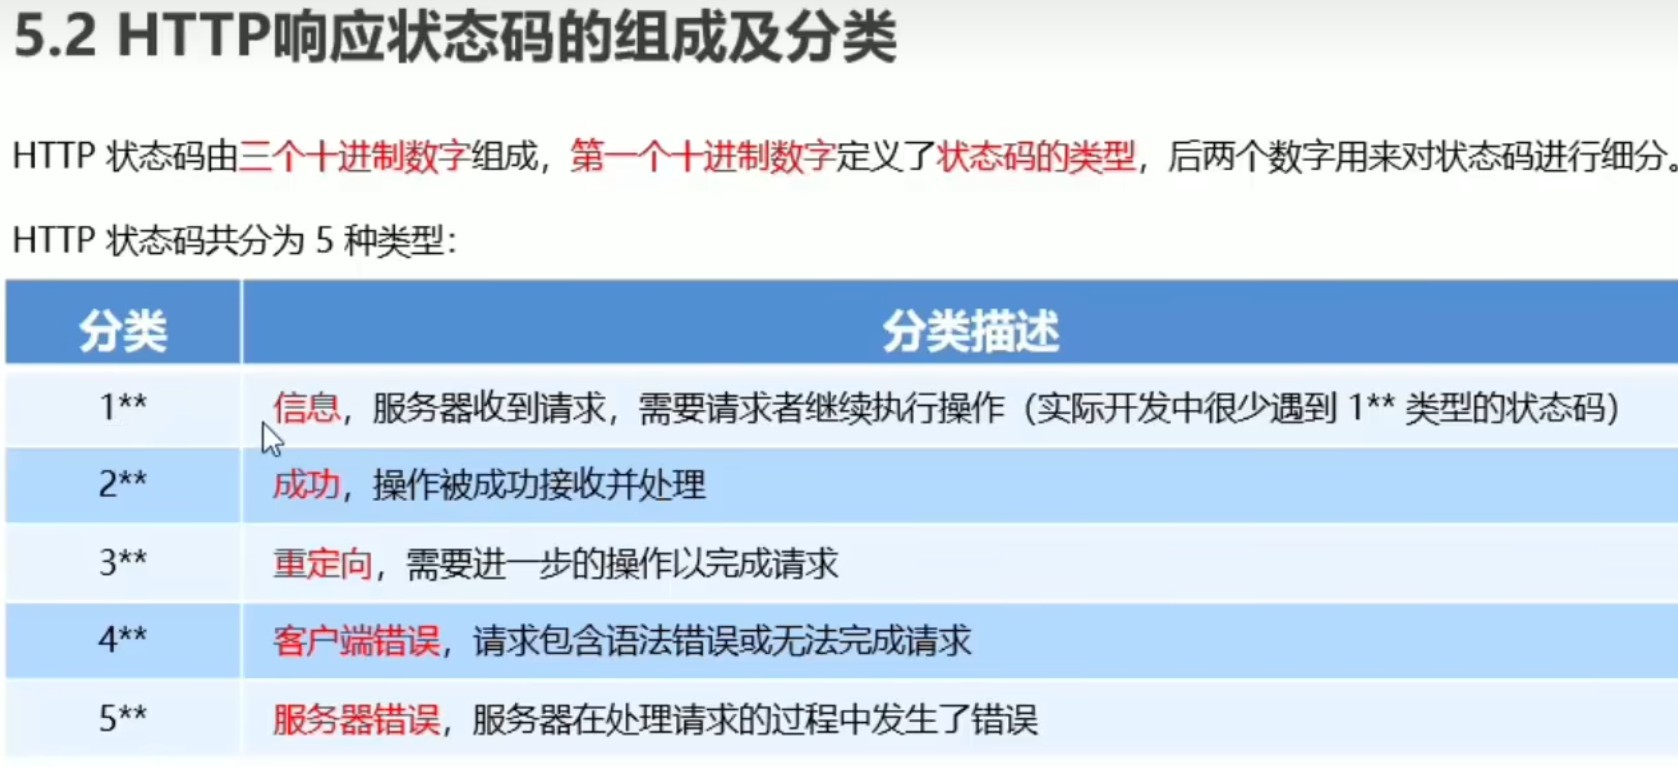 5.2 HTTP响应状态码的组成及分类
HTTP 状态码由三个十进制数字组成，第一个十进制数字定义了状态码的类型，后两个数字用来对状态码进行细分。
HTTP 状态码共分为 5 种类型：
分类 分类描述
1** 信息，服务器收到请求，需要请求者继续执行操作（实际开发中很少遇到 1** 类型的状态码）
2** 成功，操作被成功接收并处理
3** 重定向，需要进一步的操作以完成请求
4** 客户端错误，请求包含语法错误或无法完成请求
5** 服务器错误，服务器在处理请求的过程中发生了错误